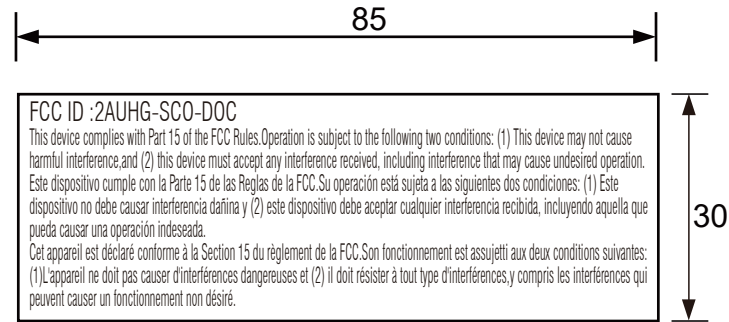 85
FCC ID :2AUHG-SCO-DOC
This device complies with Part 15 of the FCC Rules.Operation is subject to the following two conditions: (1) This device may not cause
harmful interference,and (2) this device must accept any interference received, including interference that may cause undesired operation.
Este dispositivo cumple con la Parte 15 de las Reglas de la FCC.Su operación está sujeta a las siguientes dos condiciones: (1) Este
dispositivo no debe causar interferencia dañina y (2) este dispositivo debe aceptar cualquier interferencia recibida, incluyendo aquella que
pueda causar una operación indeseada.
Cet appareil est déclaré conforme à la Section 15 du règlement de la FCC.Son fonctionnement est assujetti aux deux conditions suivantes:
(1)L'appareil ne doit pas causer d'interférences dangereuses et (2) il doit résister à tout type d'interférences,y compris les interférences qui
peuvent causer un fonctionnement non désiré.
30